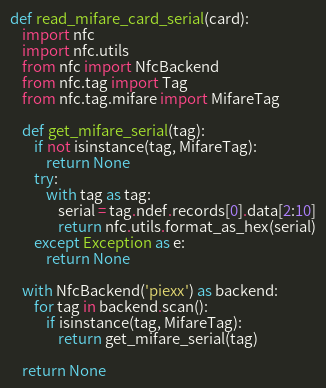 def read_mifare_card_serial(card):
import nfc
import nfc.utils
from nfc import NfcBackend
from nfc.tag import Tag
from nfc.tag.mifare import MifareTag
def get_mifare_serial(tag):
if not isinstance(tag, MifareTag):
return None
try:
with tag as tag:
serial = tag.ndef.records[0].data[2:10]
return nfc.utils.format_as_hex(serial)
except Exception as e:
return None
with NfcBackend('piexx') as backend:
for tag in backend.scan():
if isinstance(tag, MifareTag):
return get_mifare_serial(tag)
return None